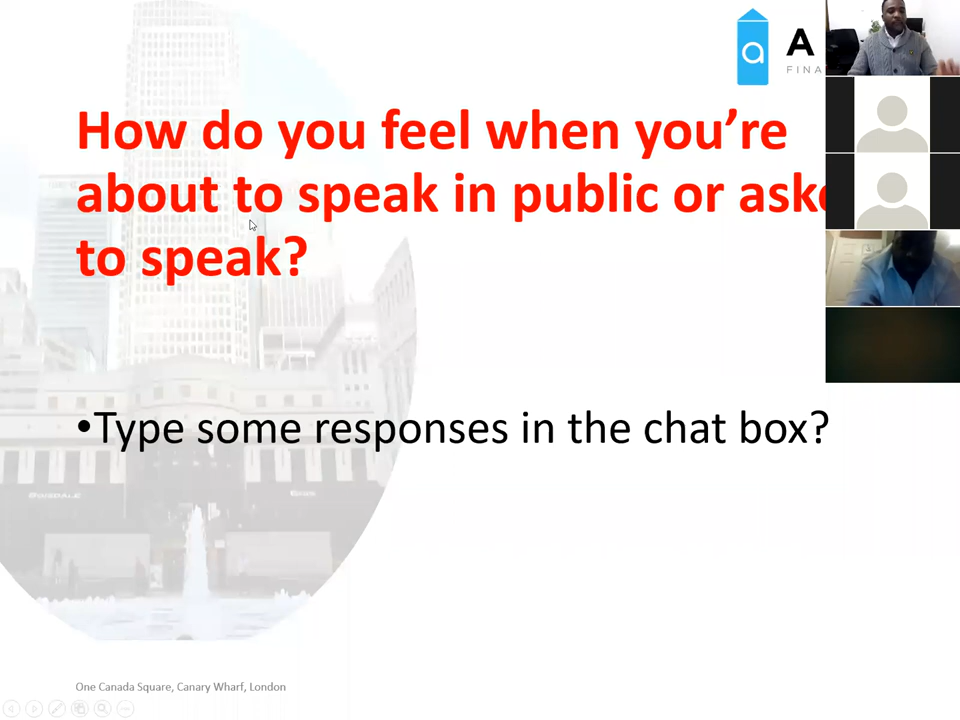 How do you feel when you're
about to speak in public or
to speak?
•Type some responses in the chat box?
One Canada Square, Canary Wharf, London
a
A
FINA